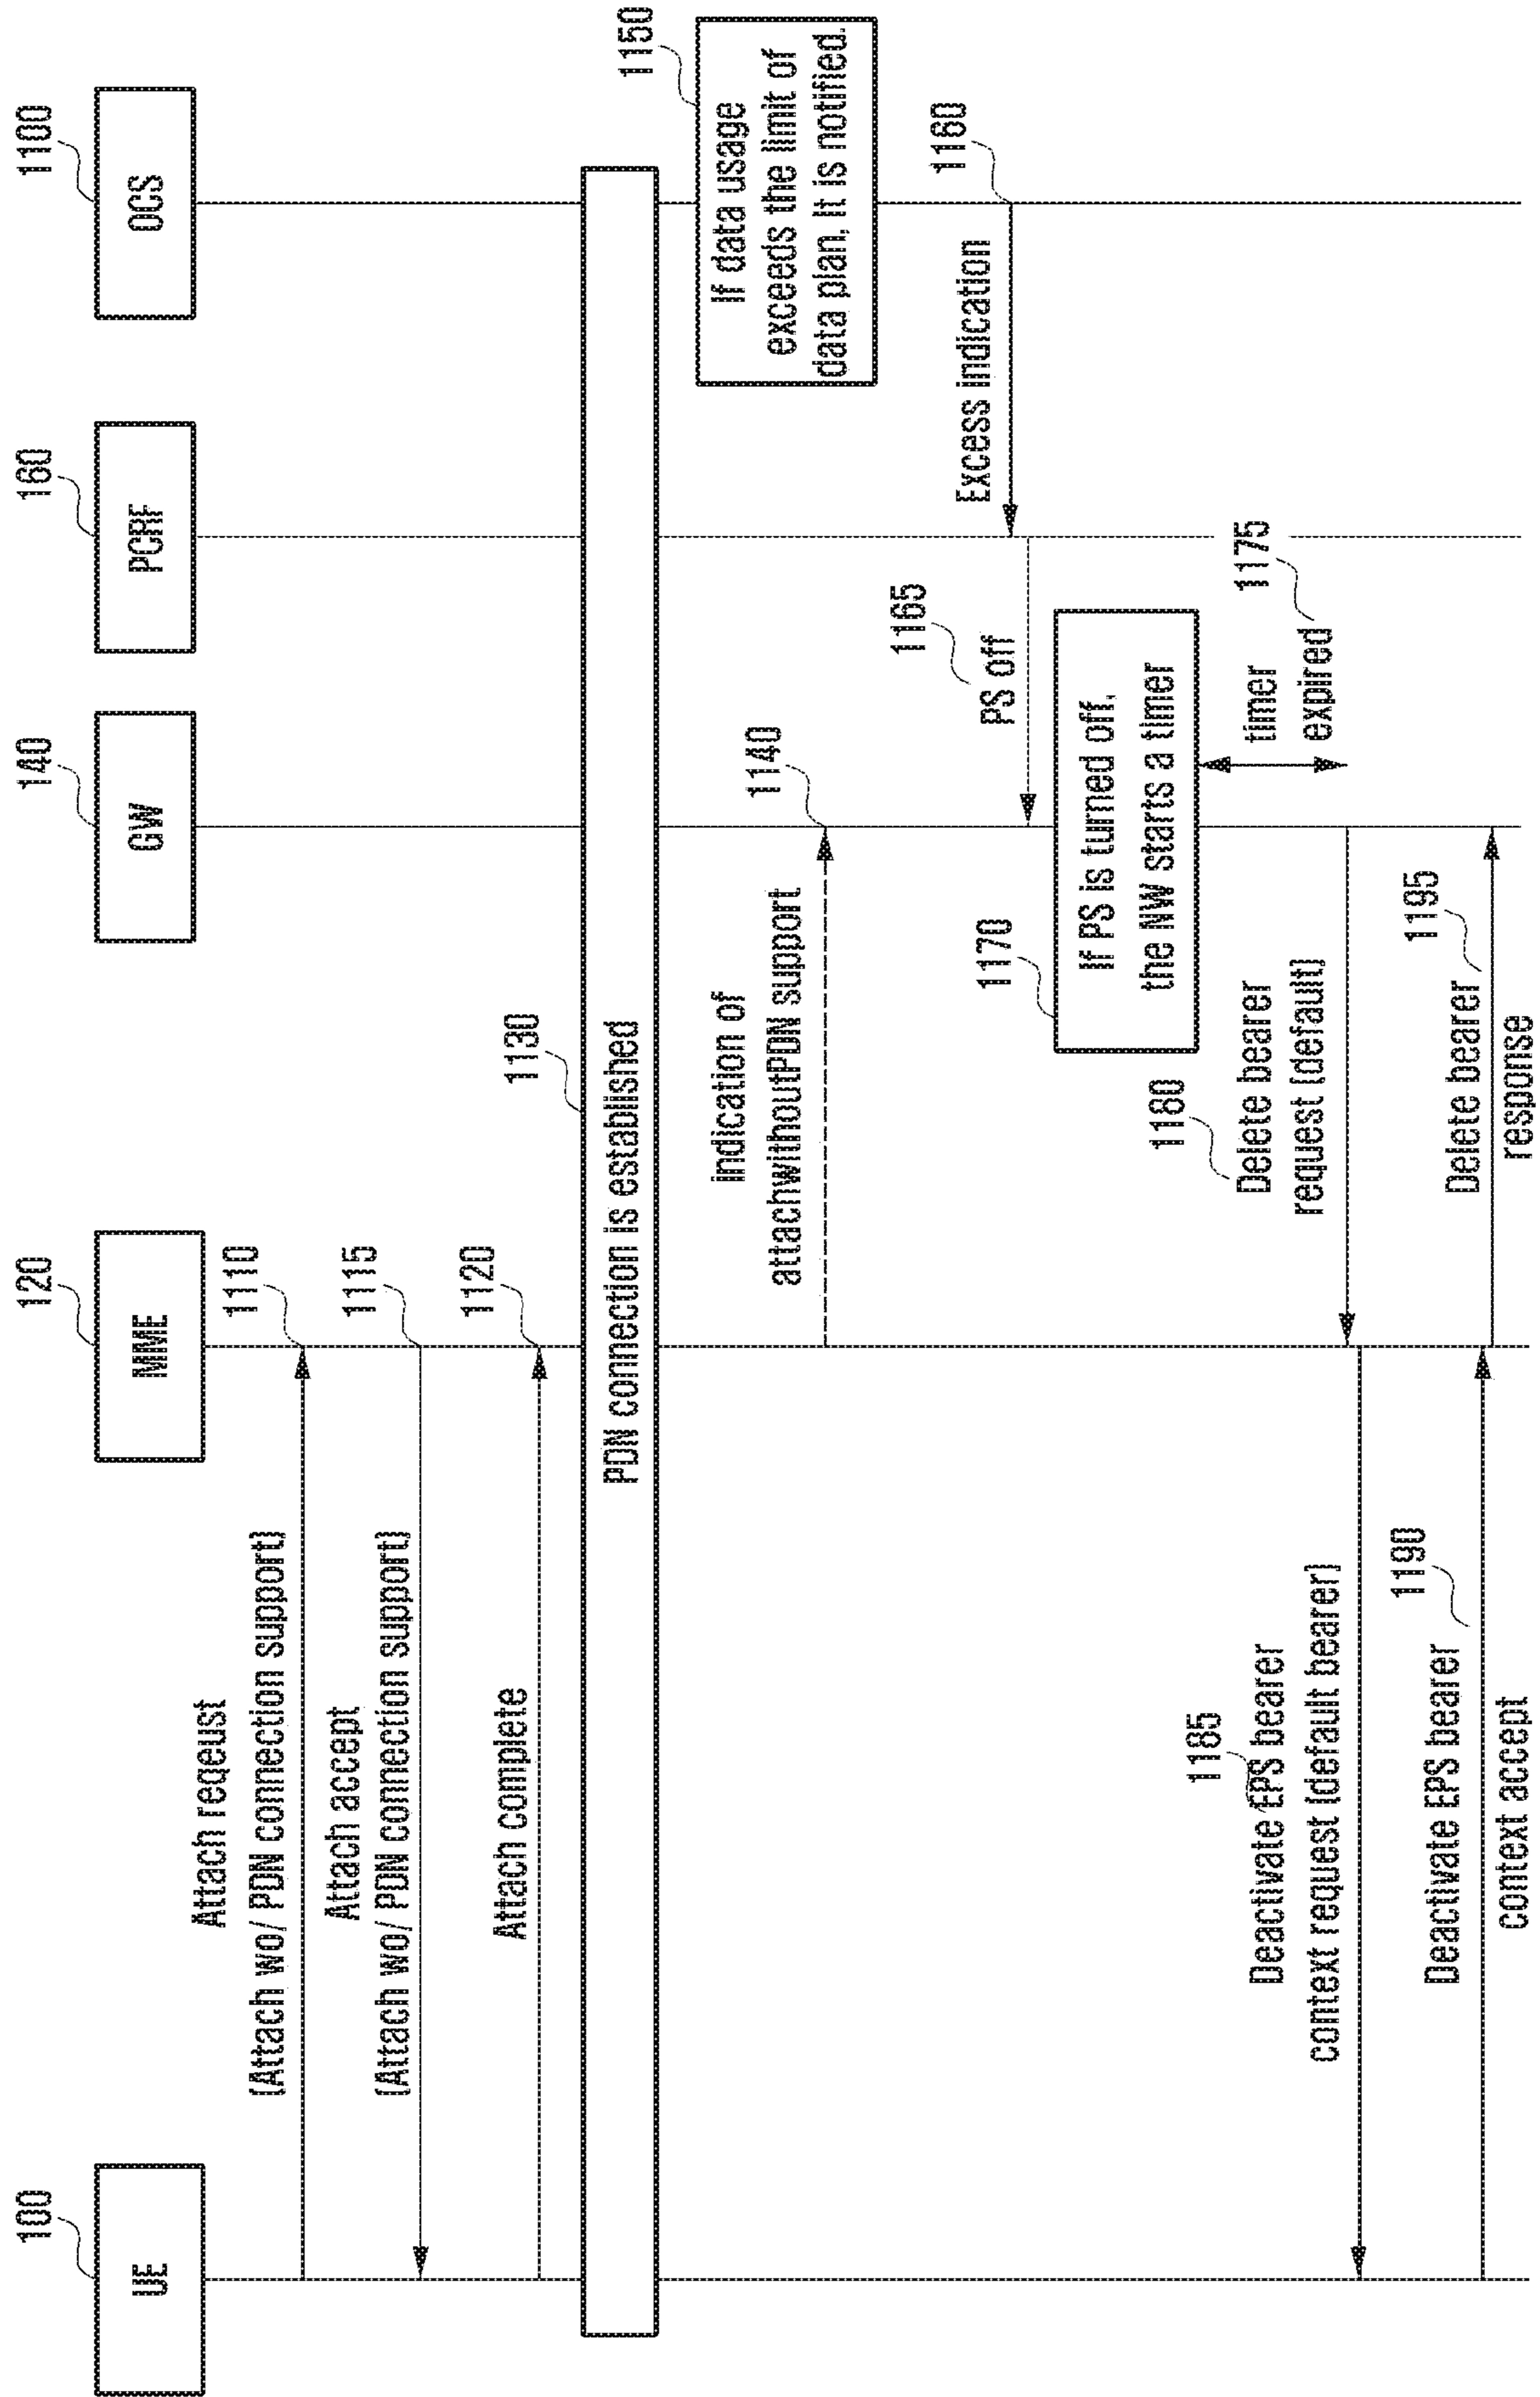 100
120
140
160
1100
UE
MME
GW
PCRF
OCS
Attach reqeust
(Attach wo/ PDN connection support)
1110
Attach accept
(Attach wo/ PDN connection support)
1115
Attach complete
1120
1130
PDN connection is established
1150
If data usage
exceeds the limit of
data plan, It is notified.
Indication of
attachwithoutPDN support
1140
1160
Excess indication
1165
PS off
1170
If PS is turned off,
the NW starts a timer
1175
timer
expired
1180
Delete bearer
request (default)
1185
Deactivate EPS bearer
context request (default bearer)
1190
Deactivate EPS bearer
context accept
1195
Delete bearer
response